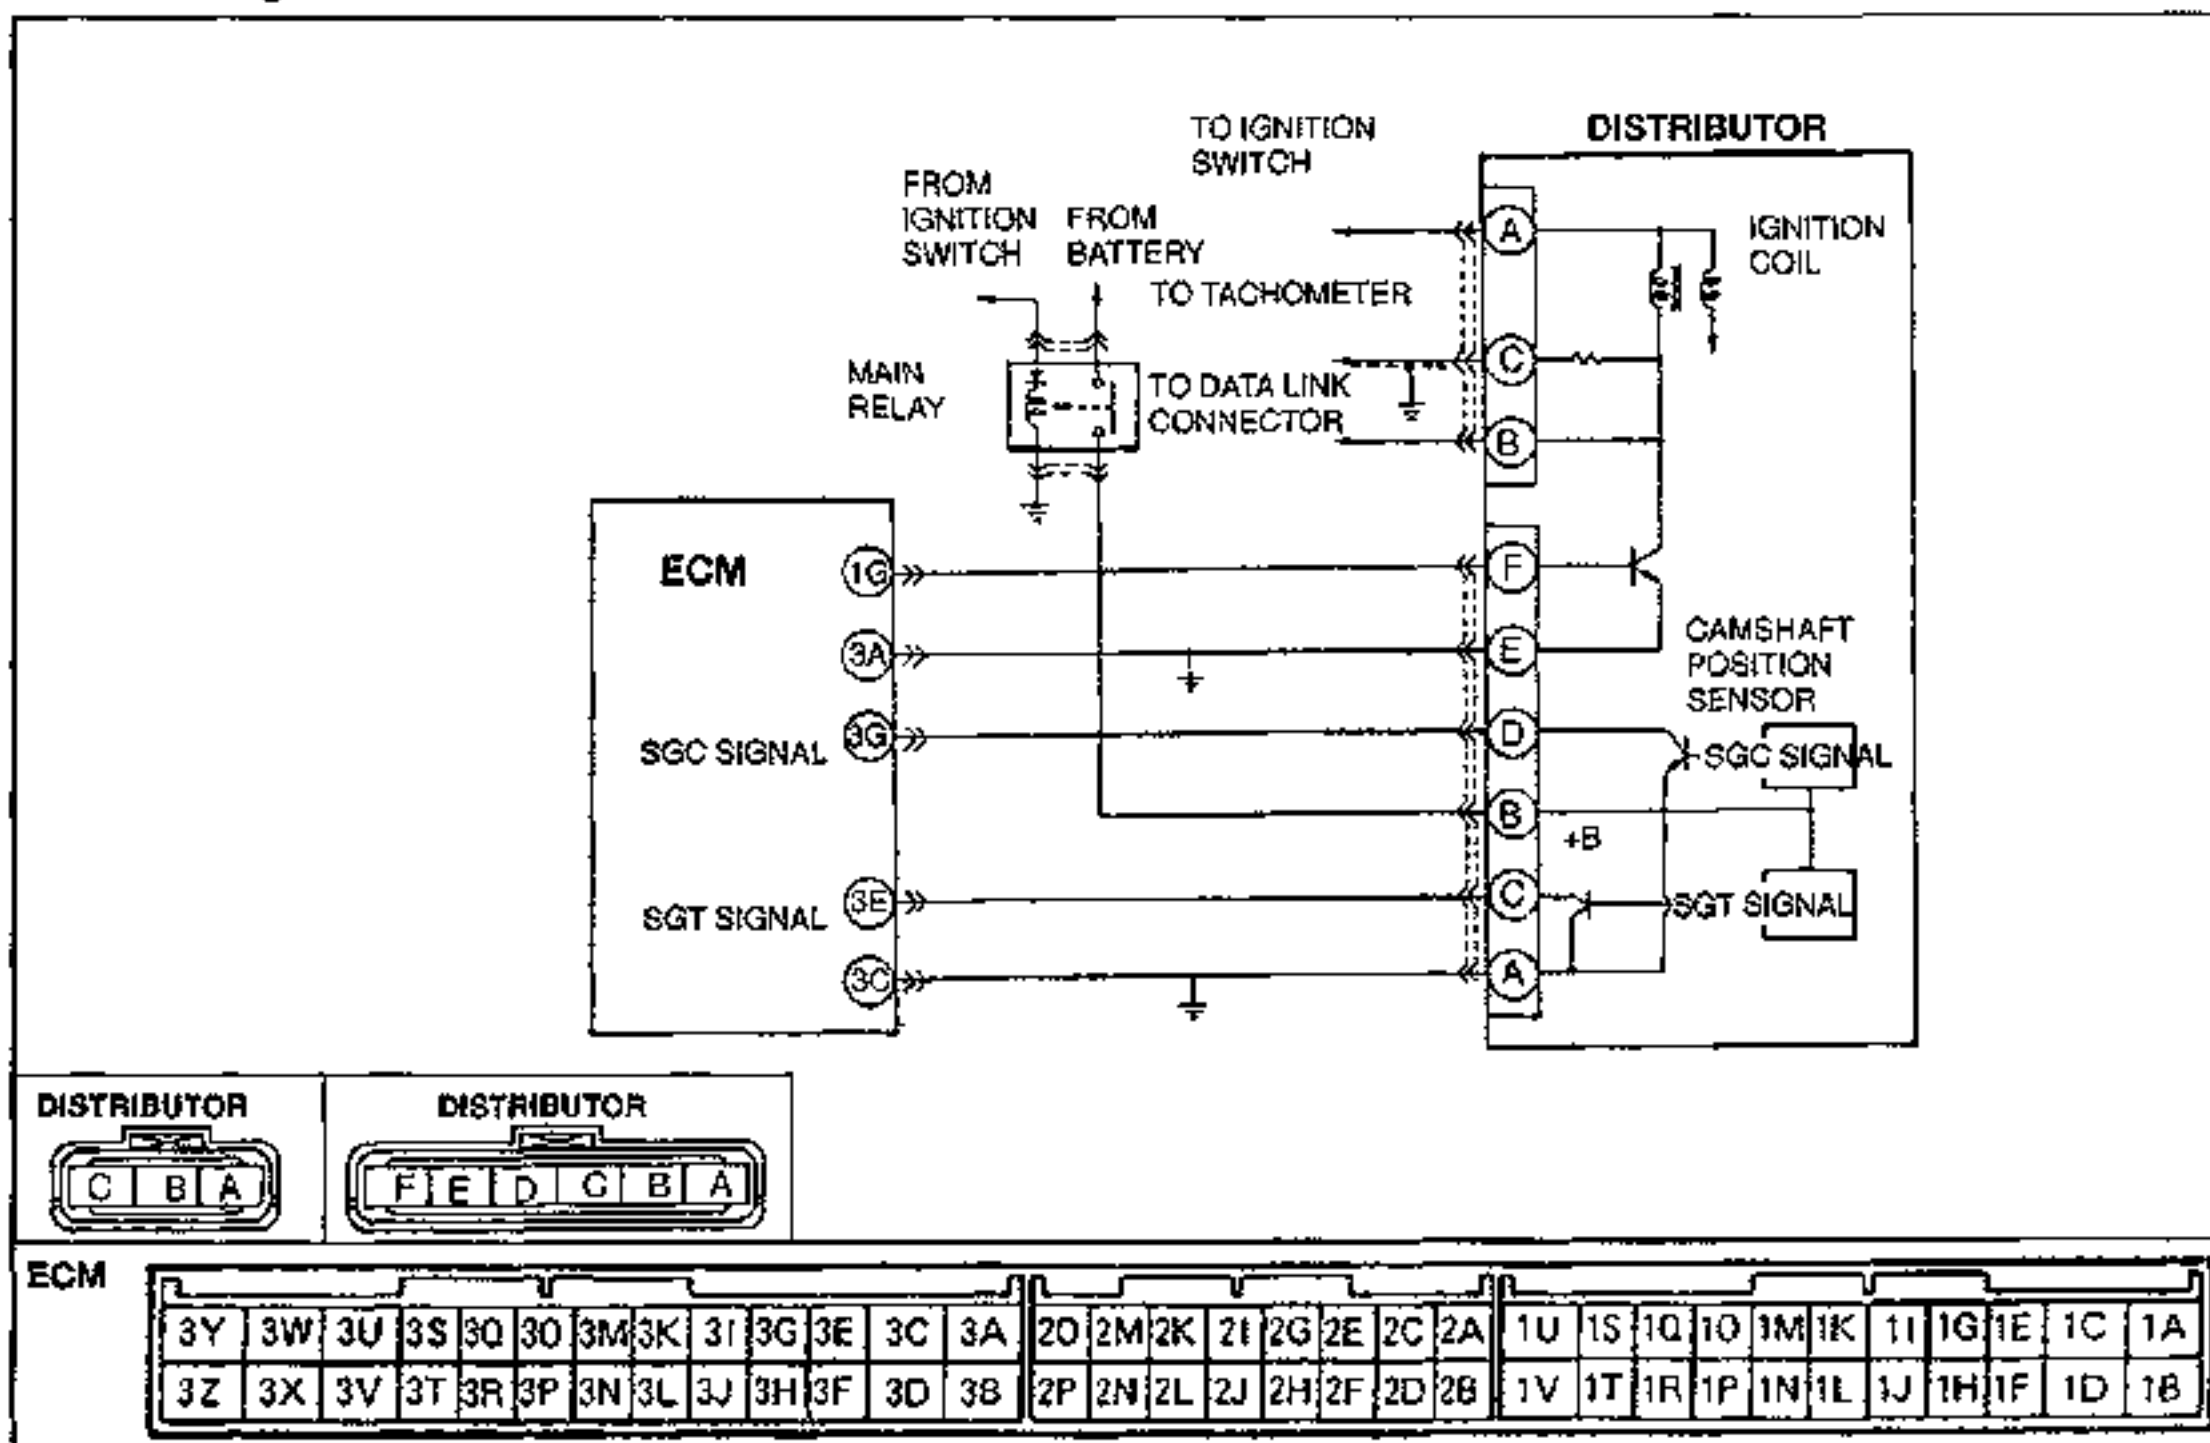 DISTRIBUTOR
TO IGNITION
SWITCH
FROM
IGNITION
SWITCH
FROM
BATTERY
A
IGNITION
COIL
TO TACHOMETER
C
MAIN
RELAY
TO DATA LINK
CONNECTOR
B
ECM
1G
F
3A
E
CAMSHAFT
POSITION
SENSOR
SGC SIGNAL
3G
D
SGC SIGNAL
B
+B
SGT SIGNAL
3E
C
SGT SIGNAL
3C
A
DISTRIBUTOR
C B A
DISTRIBUTOR
F E D C B A
ECM
3Y 3W 3U 3S 3Q 3O 3M 3K 3I 3G 3E 3C 3A 2O 2M 2K 2I 2G 2E 2C 2A 1U 1S 1Q 1O 1M 1K 1I 1G 1E 1C 1A
3Z 3X 3V 3T 3R 3P 3N 3L 3J 3H 3F 3D 3B 2P 2N 2L 2J 2H 2F 2D 2B 1V 1T 1R 1P 1N 1L 1J 1H 1F 1D 1B